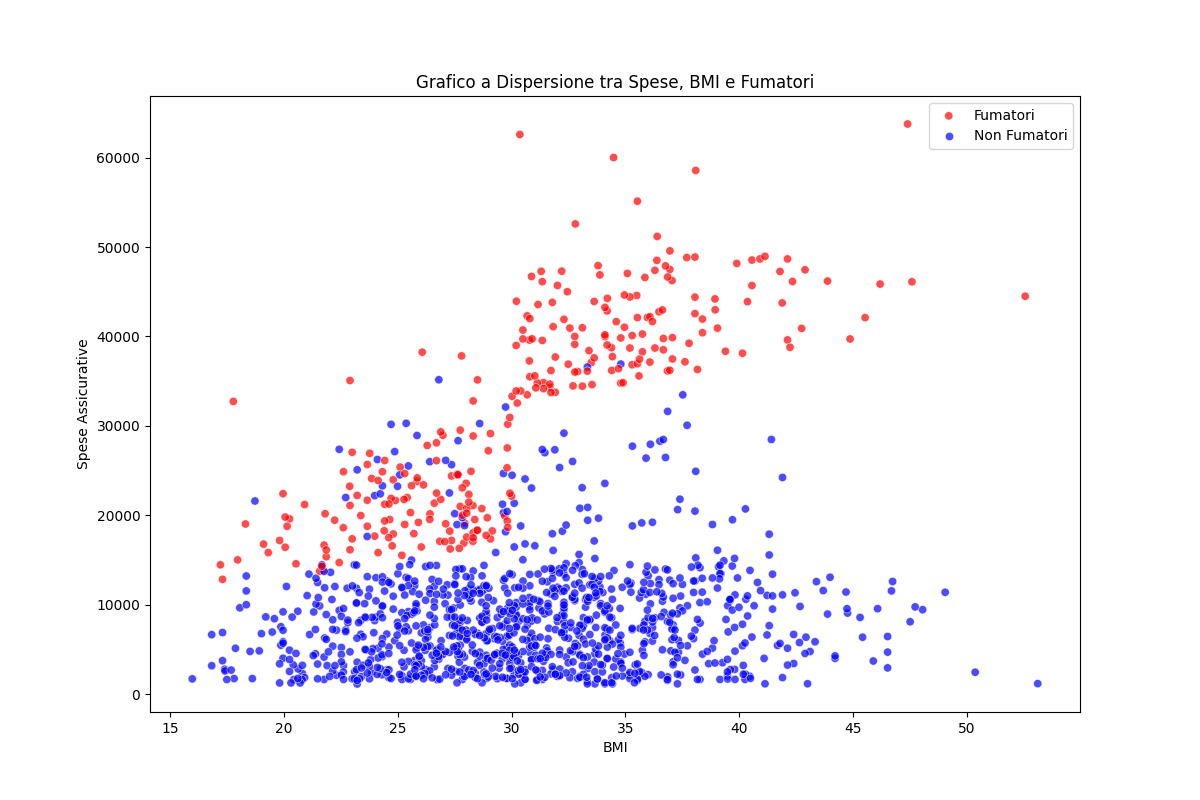 Grafico a Dispersione tra Spese, BMI e Fumatori
Fumatori
Non Fumatori
60000
50000
40000
30000
20000
10000
0
Spese Assicurative
15 20 25 30 35 40 45 50
BMI